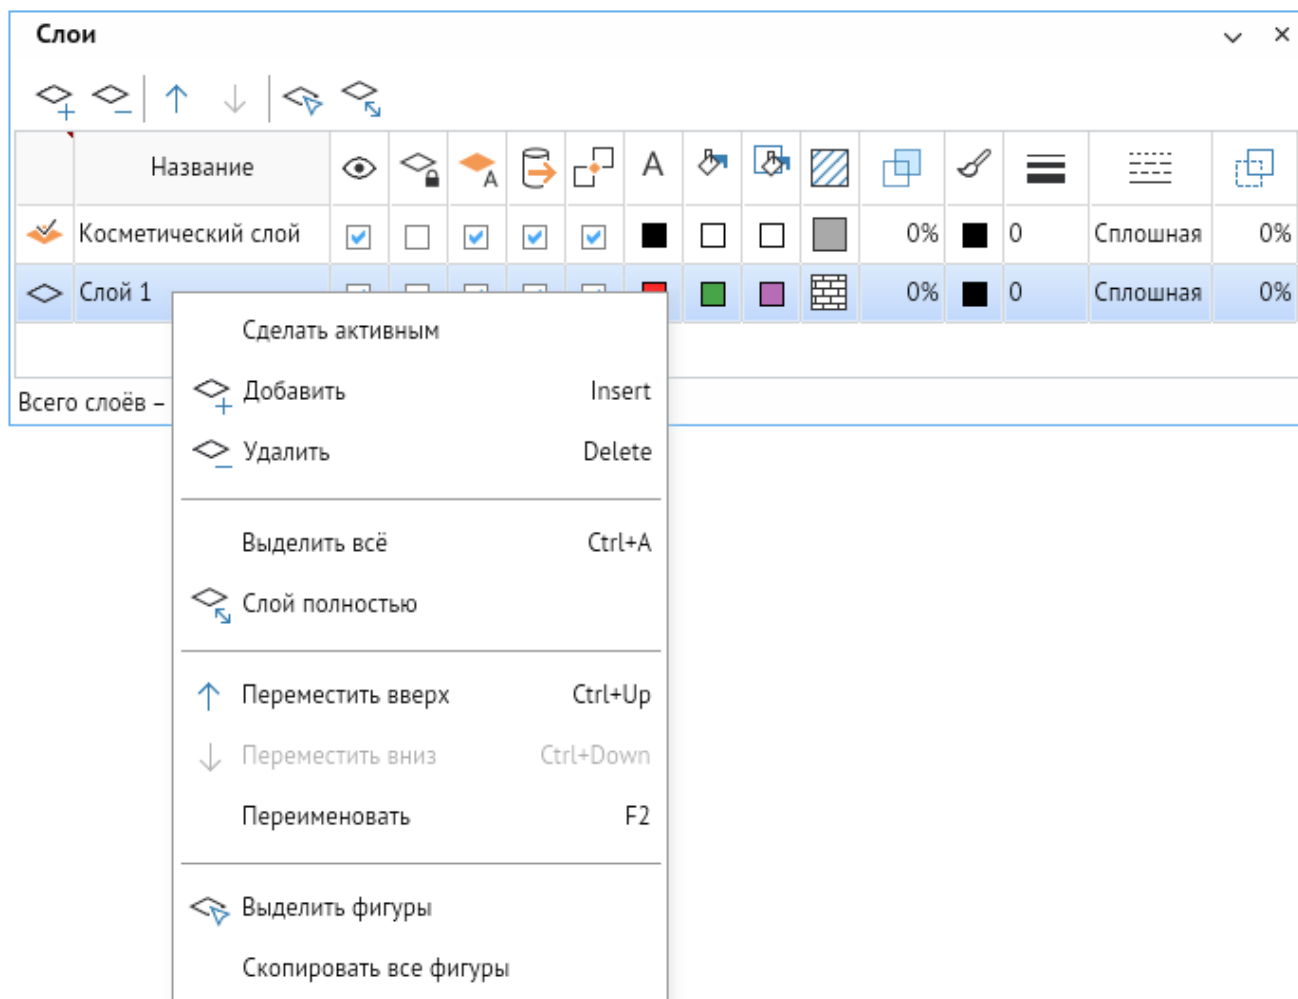 Слои
Название A
Косметический слой 0% 0 Сплошная 0%
Слой 1 0% 0 Сплошная 0%
Всего слоёв –
Сделать активным
Добавить Insert
Удалить Delete
Выделить всё Ctrl+A
Слой полностью
Переместить вверх Ctrl+Up
Переместить вниз Ctrl+Down
Переименовать F2
Выделить фигуры
Скопировать все фигуры